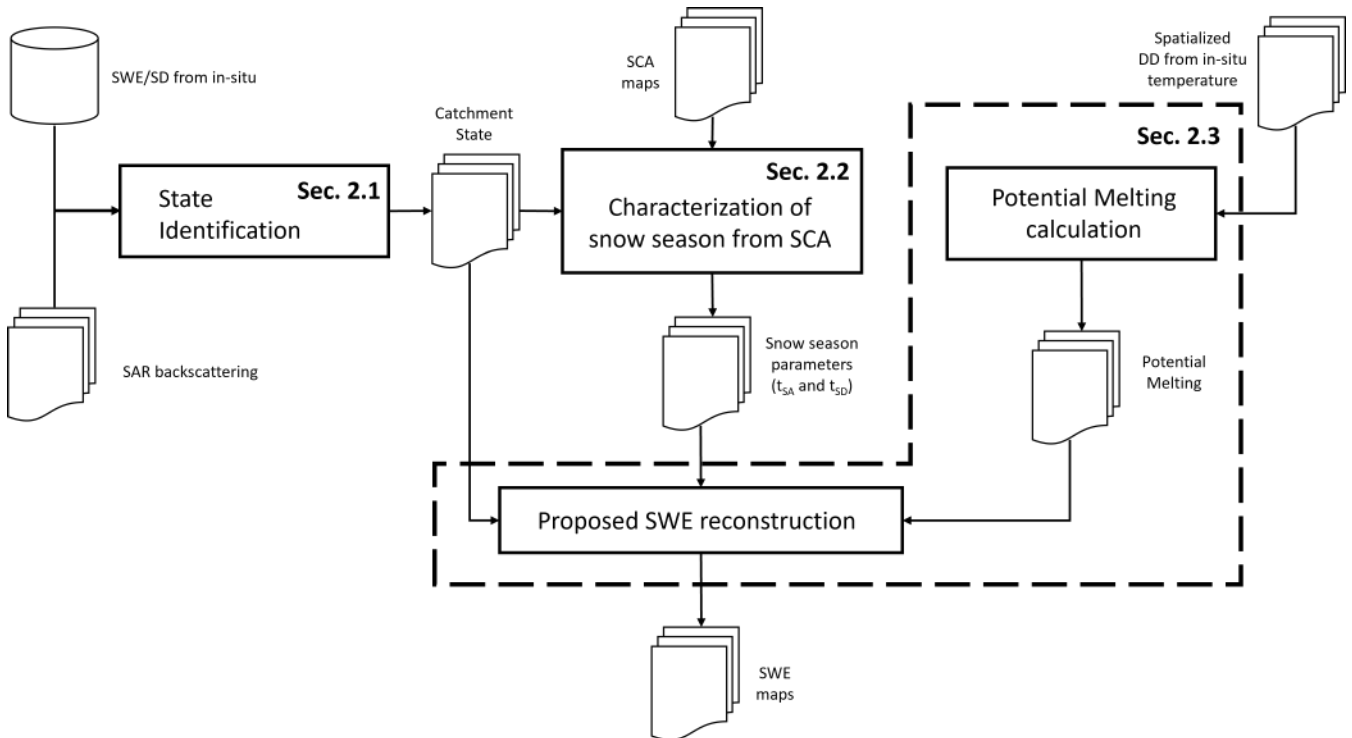 SWE/SD from in-situ
SCA
maps
Spatialized
DD from in-situ
temperature
Catchment
State
Sec. 2.1
State
Identification
Sec. 2.2
Characterization of
snow season from SCA
Sec. 2.3
Potential Melting
calculation
SAR backscattering
Snow season
parameters
(t_SA and t_SD)
Potential
Melting
Proposed SWE reconstruction
SWE
maps